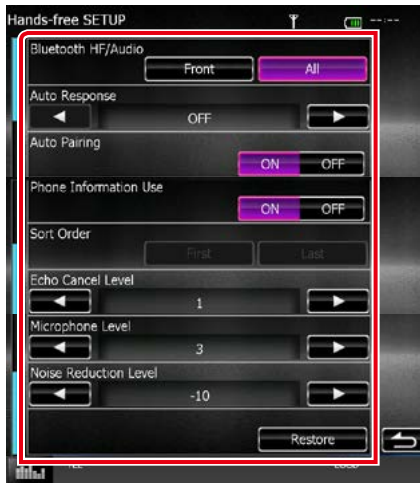 Hands-free SETUP --:--
Bluetooth HF/Audio
Front All
Auto Response
OFF
Auto Pairing
ON OFF
Phone Information Use
ON OFF
Sort Order
First Last
Echo Cancel Level
1
Microphone Level
3
Noise Reduction Level
-10
Restore